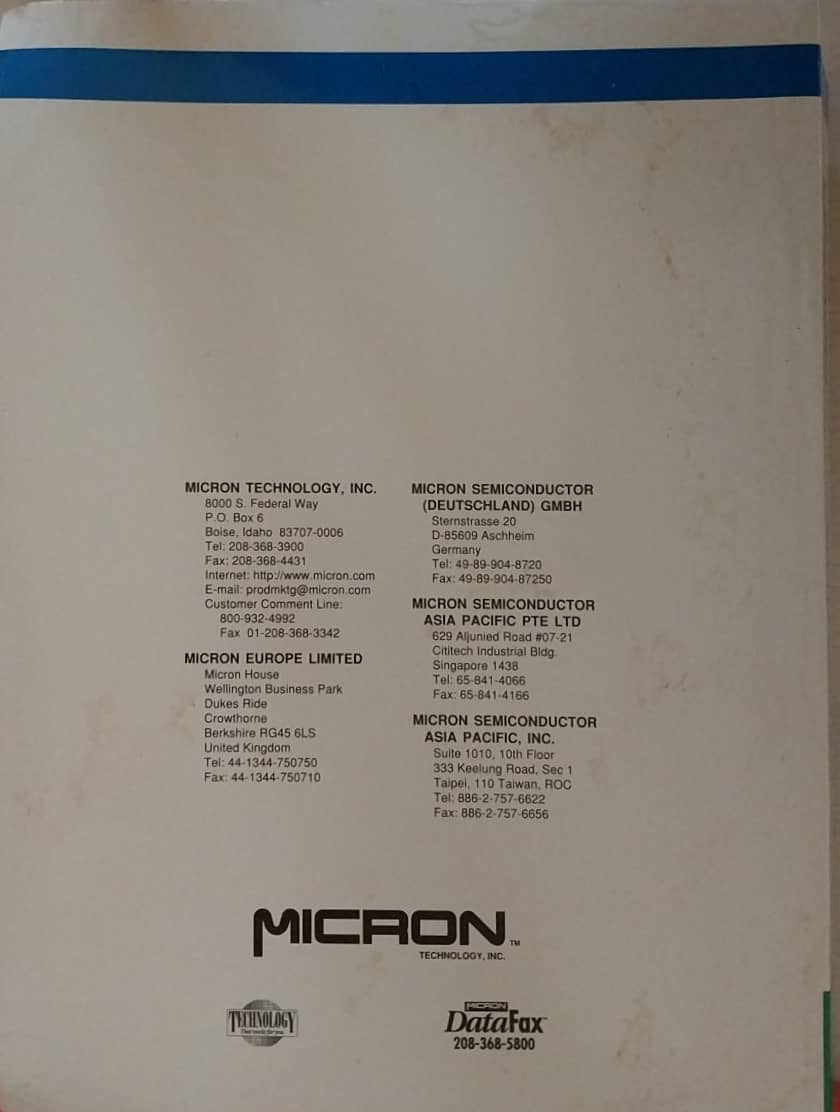 MICRON TECHNOLOGY, INC.
8000 S. Federal Way
P.O. Box 6
Boise, Idaho 83707-0006
Tel: 208-368-3900
Fax: 208-368-4431
Internet: http://www.micron.com
E-mail: prodmktg@micron.com
Customer Comment Line:
800-932-4992
Fax 01-208-368-3342
MICRON EUROPE LIMITED
Micron House
Wellington Business Park
Dukes Ride
Crowthorne
Berkshire RG45 6LS
United Kingdom
Tel: 44-1344-750750
Fax: 44-1344-750710
MICRON SEMICONDUCTOR
(DEUTSCHLAND) GMBH
Sternstrasse 20
D-85609 Aschheim
Germany
Tel: 49-89-904-8720
Fax: 49-89-904-87250
MICRON SEMICONDUCTOR
ASIA PACIFIC PTE LTD
629 Aljunied Road #07-21
Cititech Industrial Bldg.
Singapore 1438
Tel: 65-841-4066
Fax: 65-841-4166
MICRON SEMICONDUCTOR
ASIA PACIFIC, INC.
Suite 1010, 10th Floor
333 Keelung Road, Sec 1
Taipei, 110 Taiwan, ROC
Tel: 886-2-757-6622
Fax: 886-2-757-6656
MICRON™
TECHNOLOGY, INC.
TECHNOLOGY
That works for you.
MICRON
DataFax
208-368-5800